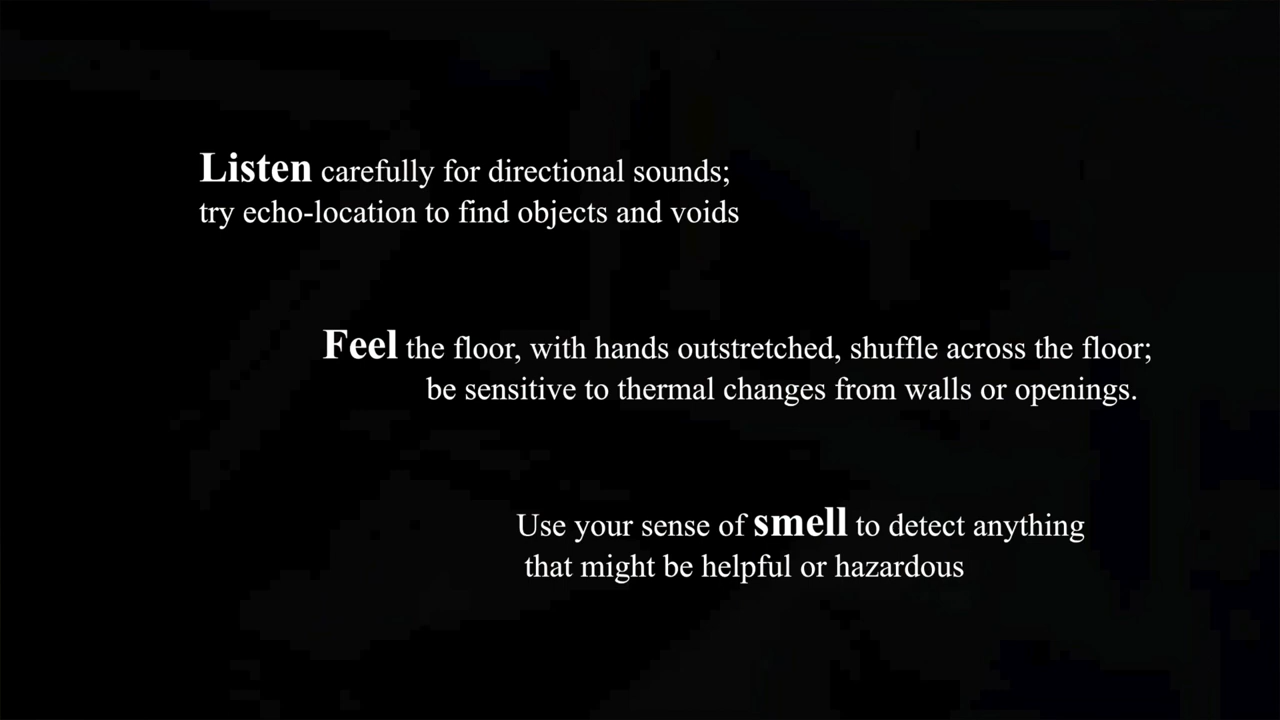 Listen carefully for directional sounds;
try echo-location to find objects and voids
Feel the floor, with hands outstretched, shuffle across the floor;
be sensitive to thermal changes from walls or openings.
Use your sense of smell to detect anything
that might be helpful or hazardous